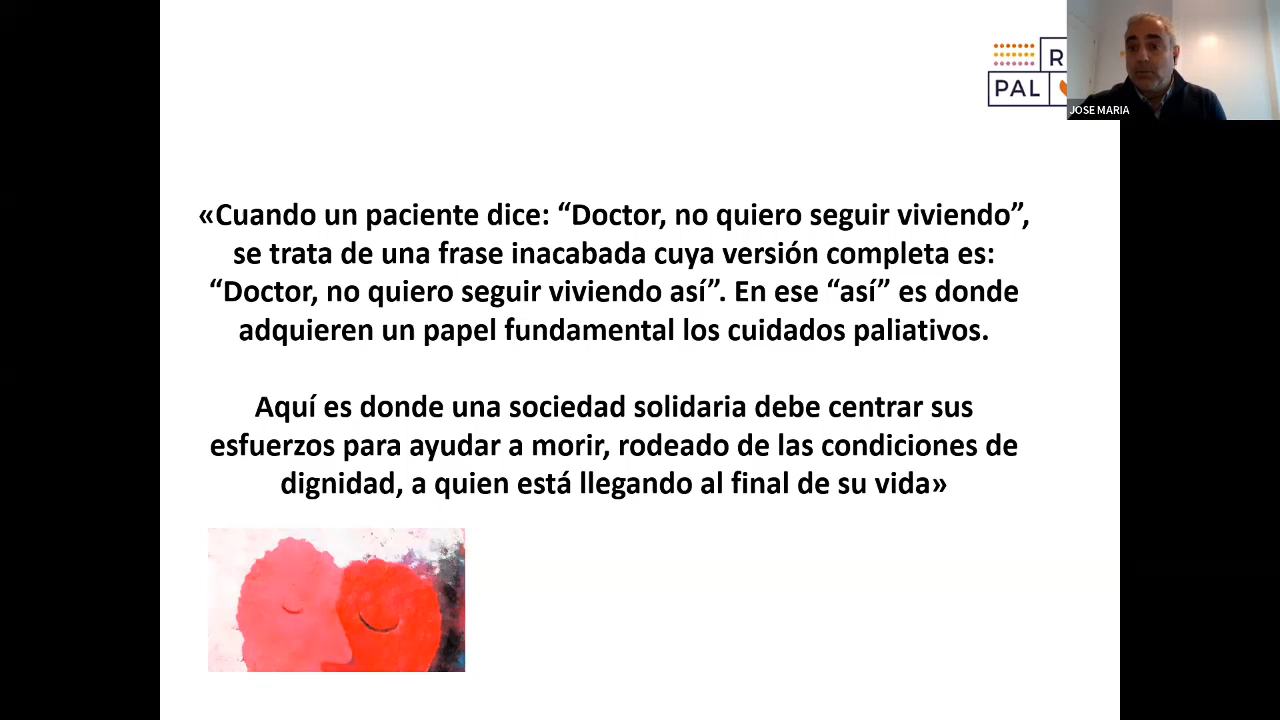 R
PAL
JOSE MARIA
«Cuando un paciente dice: “Doctor, no quiero seguir viviendo”,
se trata de una frase inacabada cuya versión completa es:
“Doctor, no quiero seguir viviendo así”. En ese “así” es donde
adquieren un papel fundamental los cuidados paliativos.
Aquí es donde una sociedad solidaria debe centrar sus
esfuerzos para ayudar a morir, rodeado de las condiciones de
dignidad, a quien está llegando al final de su vida»